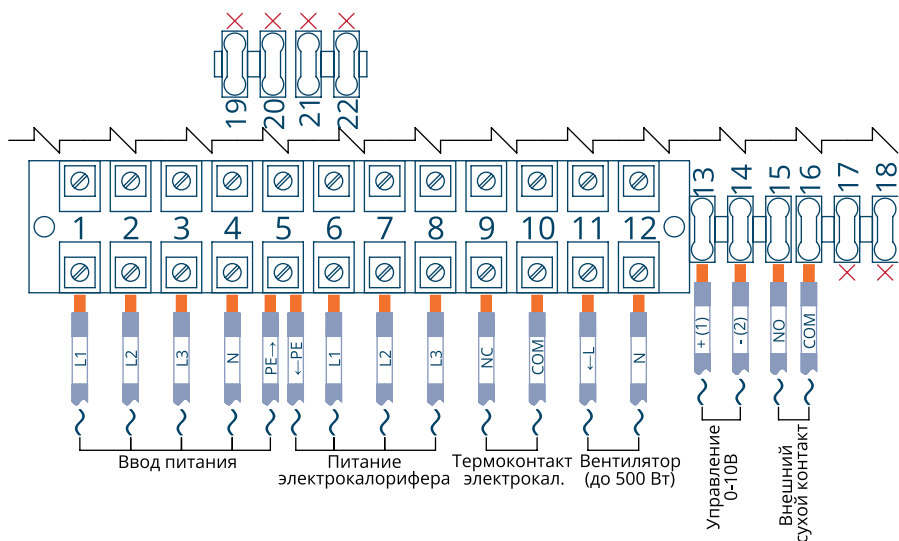 19 20 21 22
1 2 3 4 5 6 7 8 9 10 11 12 13 14 15 16 17 18
L1 L2 L3 N PE→ ←PE L1 L2 L3 NC COM ←L N + (1) - (2) NO COM
Ввод питания
Питание
электрокалорифера
Термоконтакт
электрокал.
Вентилятор
(до 500 Вт)
Управление
0-10В
Внешний
сухой контакт